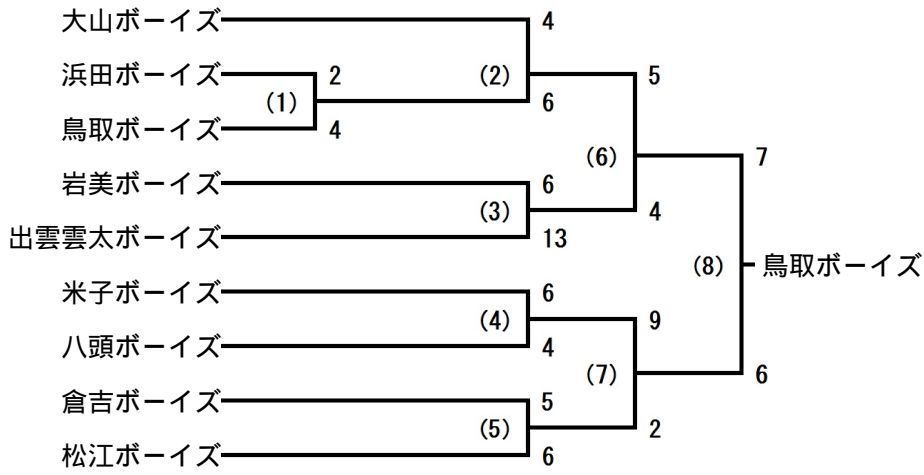 大山ボーイズ 4
浜田ボーイズ 2 (2) 5
(1) 6
鳥取ボーイズ 4
(6) 7
岩美ボーイズ 6
(3) 4
出雲雲太ボーイズ 13
(8) 鳥取ボーイズ
米子ボーイズ 6
(4) 9
八頭ボーイズ 4
(7) 6
倉吉ボーイズ 5
(5) 2
松江ボーイズ 6